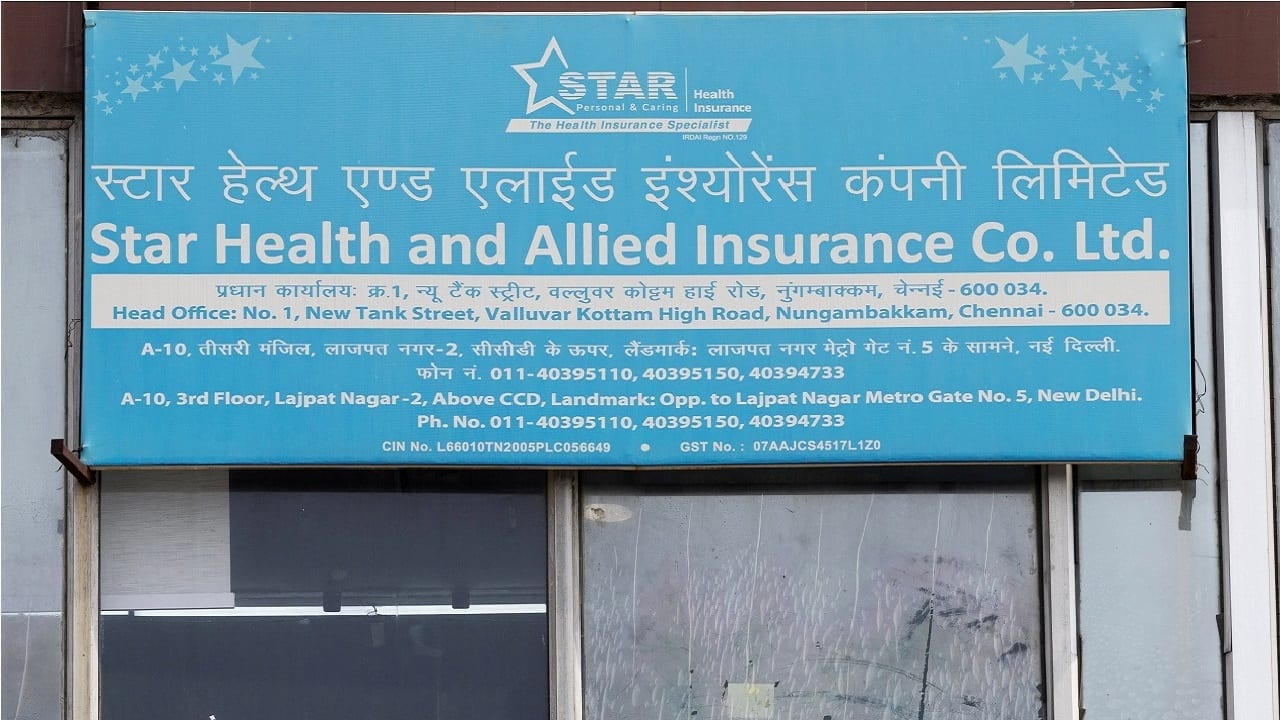 STAR
Personal & Caring
Health
Insurance
The Health Insurance Specialist
IRDAI Regn NO.129
स्टार हेल्थ एण्ड एलाईड इंश्योरेंस कंपनी लिमिटेड
Star Health and Allied Insurance Co. Ltd.
प्रधान कार्यालयः क्र.1, न्यू टैंक स्ट्रीट, वल्लुवर कोट्टम हाई रोड, नुंगम्बाक्कम, चेन्नई - 600 034.
Head Office: No. 1, New Tank Street, Valluvar Kottam High Road, Nungambakkam, Chennai - 600 034.
A-10, तीसरी मंजिल, लाजपत नगर-2, सीसीडी के ऊपर, लैंडमार्क: लाजपत नगर मेट्रो गेट नं. 5 के सामने, नई दिल्ली.
फोन नं. 011-40395110, 40395150, 40394733
A-10, 3rd Floor, Lajpat Nagar -2, Above CCD, Landmark: Opp. to Lajpat Nagar Metro Gate No. 5, New Delhi.
Ph. No. 011-40395110, 40395150, 40394733
CIN No. L66010TN2005PLC056649 • GST No. : 07AAJCS4517L1Z0